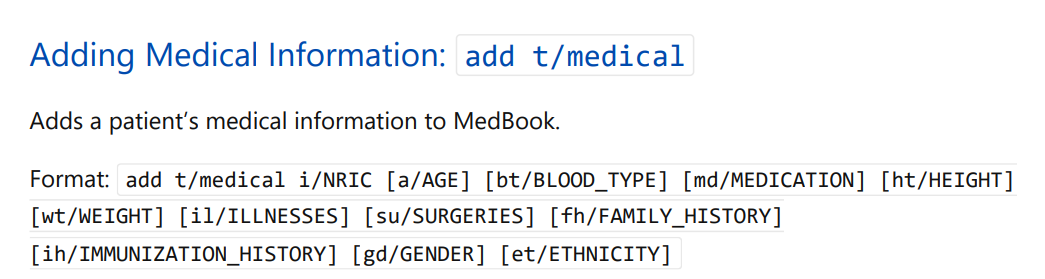 Adding Medical Information: add t/medical
Adds a patient’s medical information to MedBook.
Format: add t/medical i/NRIC [a/AGE] [bt/BLOOD_TYPE] [md/MEDICATION] [ht/HEIGHT]
[wt/WEIGHT] [il/ILLNESSES] [su/SURGERIES] [fh/FAMILY_HISTORY]
[ih/IMMUNIZATION_HISTORY] [gd/GENDER] [et/ETHNICITY]